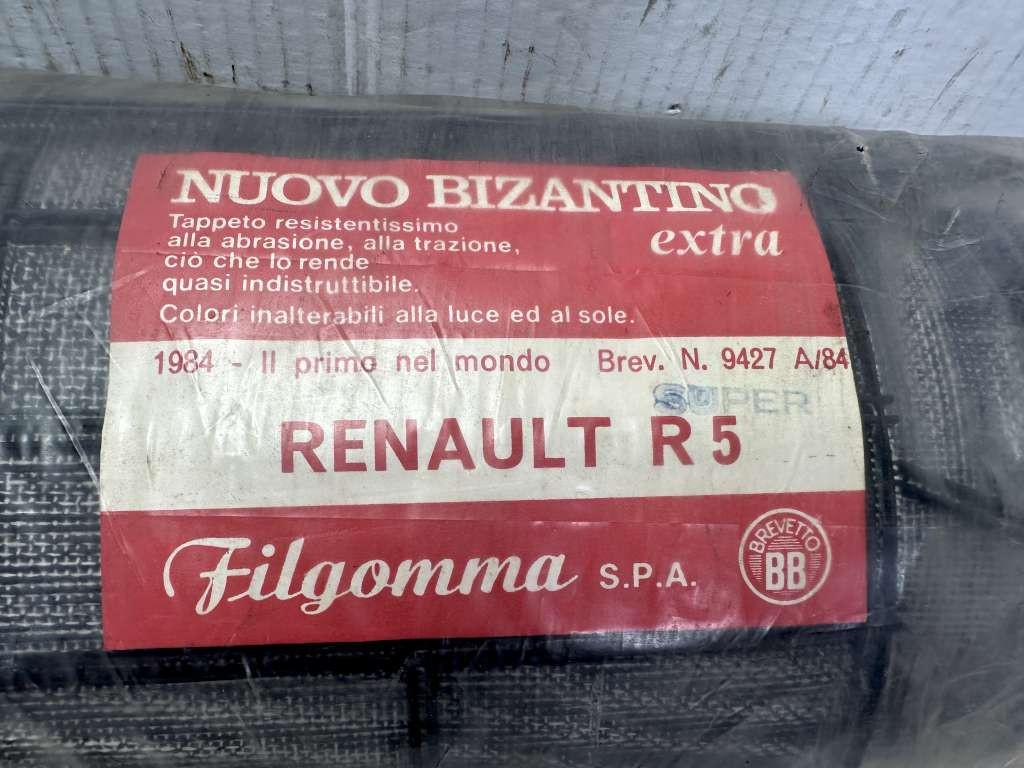 NUOVO BIZANTINO
extra
Tappeto resistentissimo
alla abrasione, alla trazione,
ciò che lo rende
quasi indistruttibile.
Colori inalterabili alla luce ed al sole.
1984 - Il primo nel mondo Brev. N. 9427 A/84
SUPER
RENAULT R5
Filgomma S.P.A.
BREVETTO
BB